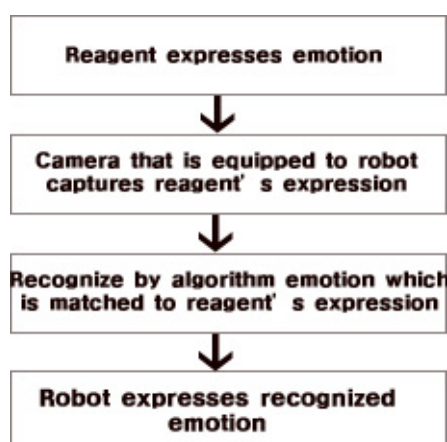 Reagent expresses emotion
Camera that is equipped to robot
captures reagent' s expression
Recognize by algorithm emotion which
is matched to reagent' s expression
Robot expresses recognized
emotion